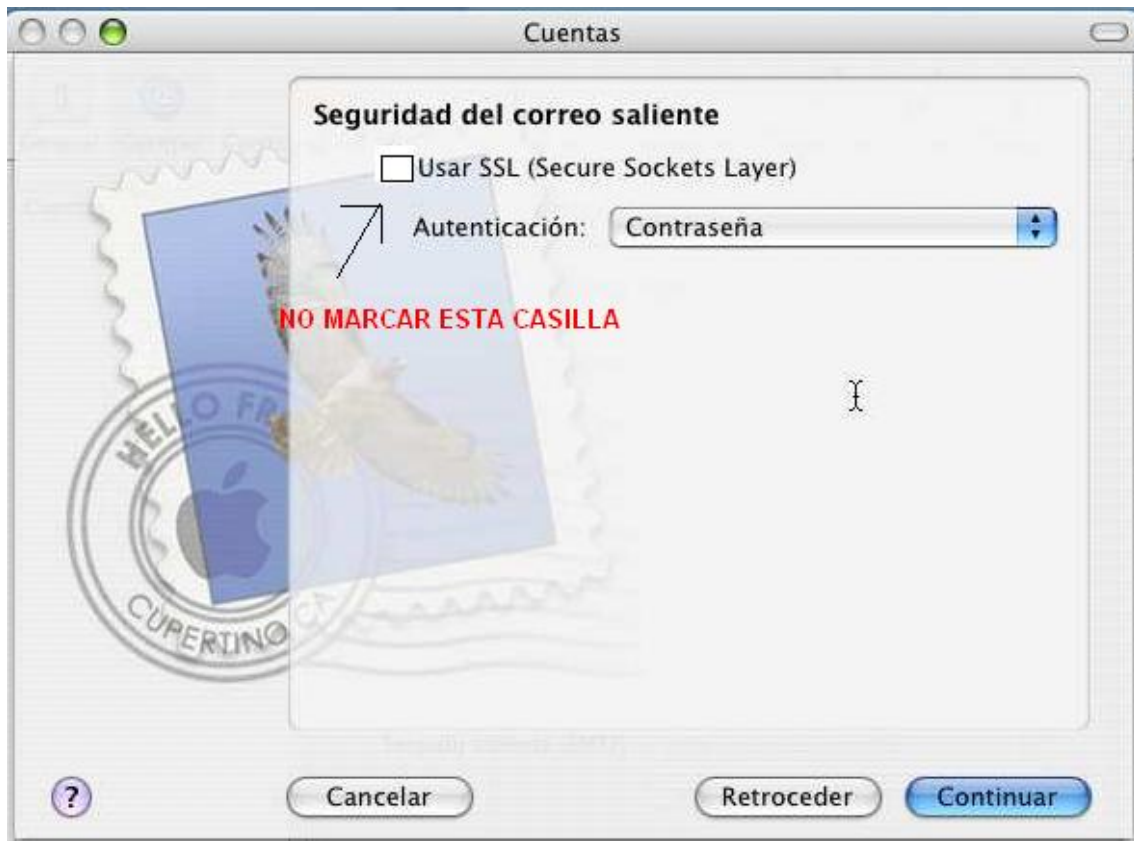 Cuentas
Seguridad del correo saliente
Usar SSL (Secure Sockets Layer)
Autenticación: Contraseña
NO MARCAR ESTA CASILLA
HELLO FR
CUPERTINO CA
?
Cancelar
Retroceder
Continuar